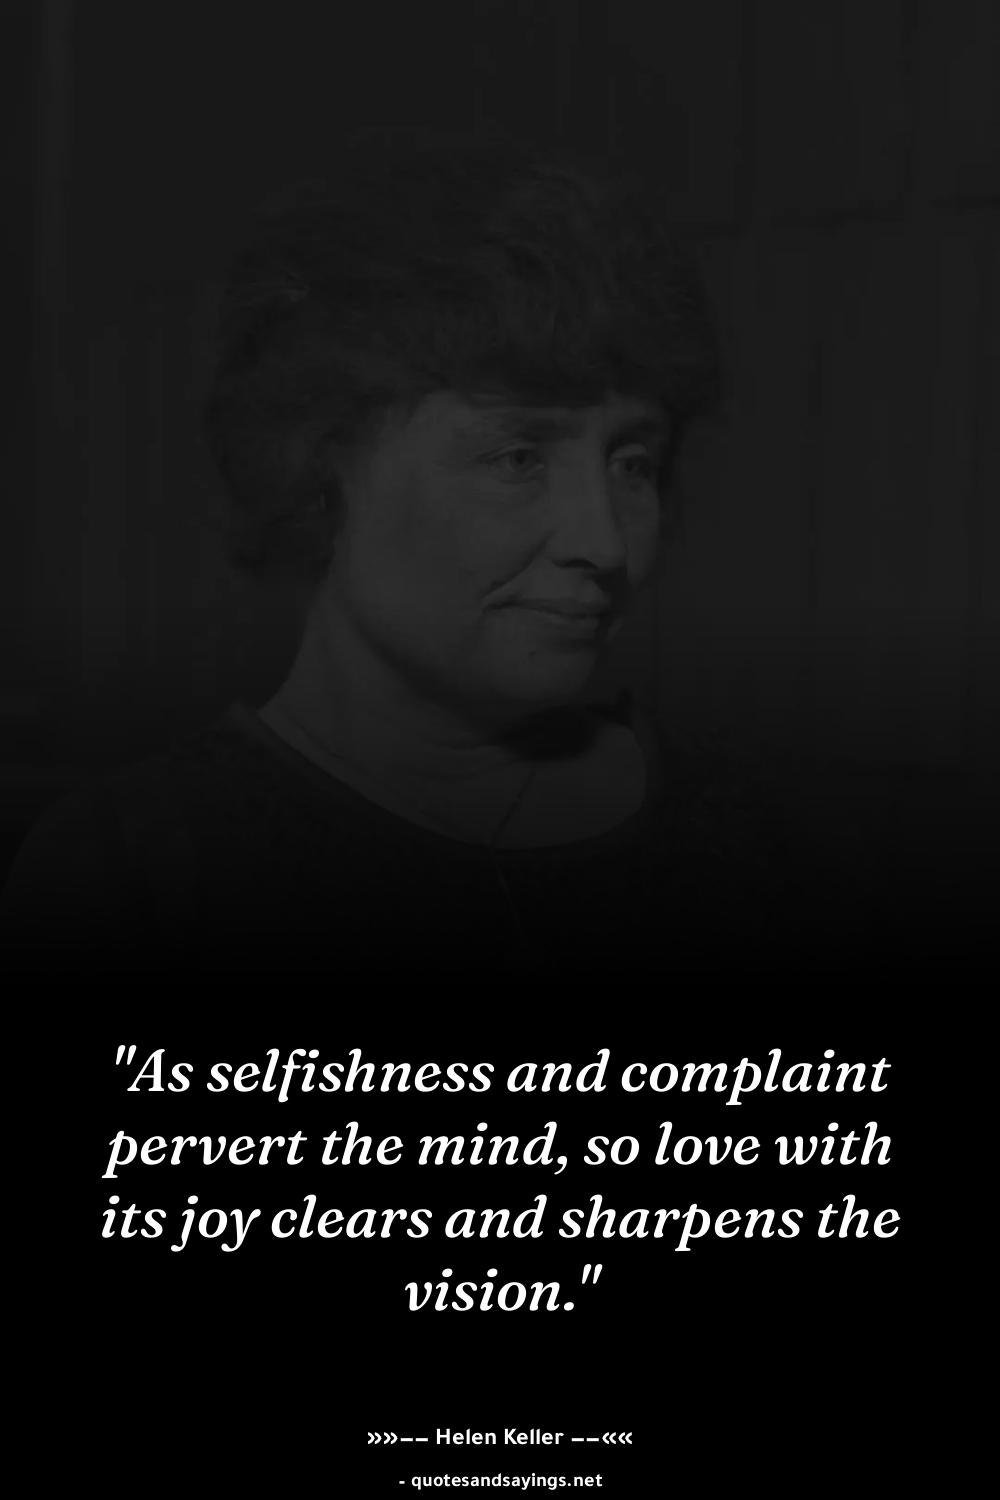 "As selfishness and complaint
pervert the mind, so love with
its joy clears and sharpens the
vision."
»»−− Helen Keller −−««
- quotesandsayings.net